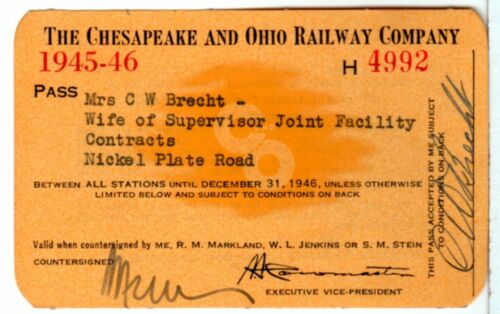 THE CHESAPEAKE AND OHIO RAILWAY COMPANY
1945-46
H 4992
PASS
Mrs C W Brecht -
Wife of Supervisor Joint Facility
Contracts
Nickel Plate Road
BETWEEN ALL STATIONS UNTIL DECEMBER 31, 1946, UNLESS OTHERWISE
LIMITED BELOW AND SUBJECT TO CONDITIONS ON BACK
Valid when countersigned by ME, R. M. MARKLAND, W. L. JENKINS OR S. M. STEIN
COUNTERSIGNED
EXECUTIVE VICE-PRESIDENT
THIS PASS ACCEPTED BY ME SUBJECT
TO CONDITIONS ON BACK